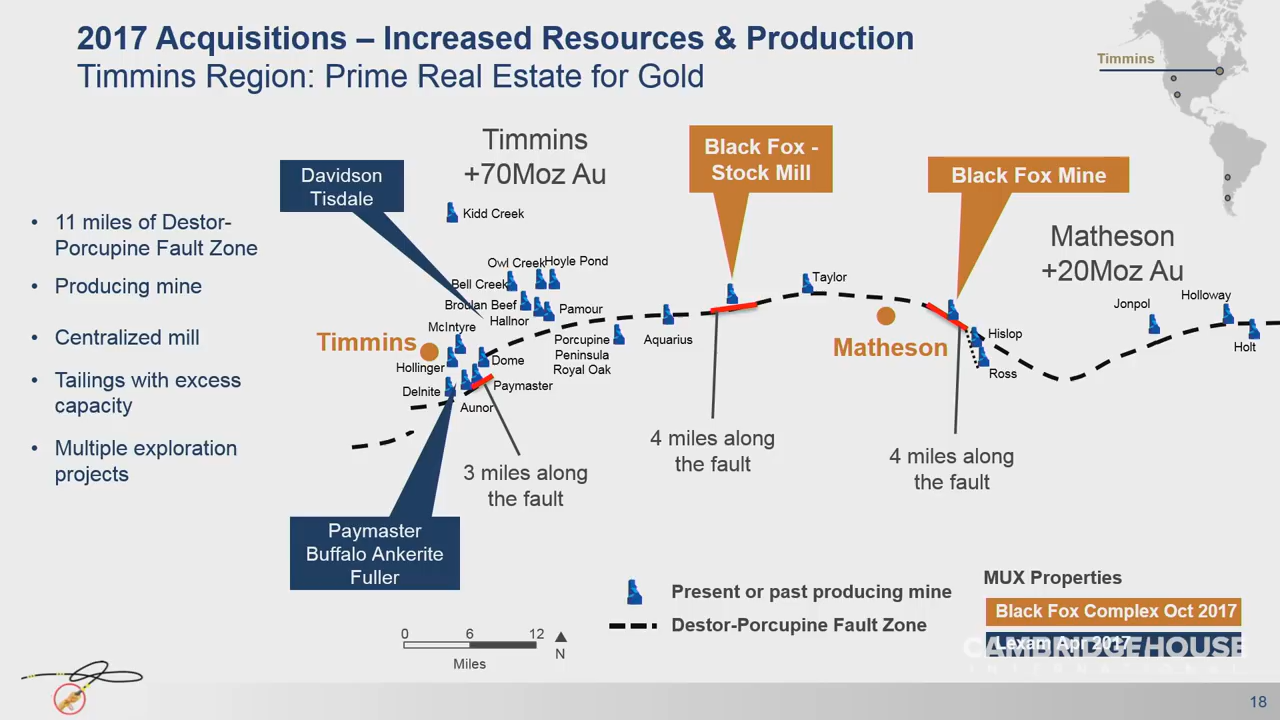 2017 Acquisitions – Increased Resources & Production
Timmins Region: Prime Real Estate for Gold
Timmins
Timmins
+70Moz Au
Black Fox -
Stock Mill
Black Fox Mine
Davidson
Tisdale
Kidd Creek
Matheson
+20Moz Au
• 11 miles of Destor-
Porcupine Fault Zone
• Producing mine
• Centralized mill
• Tailings with excess
capacity
• Multiple exploration
projects
Owl Creek
Hoyle Pond
Bell Creek
Broulan Beef
Hallnor
Pamour
McIntyre
Timmins
Hollinger
Dome
Delnite
Paymaster
Aunor
Porcupine
Peninsula
Royal Oak
Aquarius
Taylor
Matheson
Hislop
Ross
Jonpol
Holloway
Holt
3 miles along
the fault
4 miles along
the fault
4 miles along
the fault
Paymaster
Buffalo Ankerite
Fuller
Present or past producing mine
Destor-Porcupine Fault Zone
MUX Properties
Black Fox Complex Oct 2017
Lexam Apr 2017
CAMBRIDGEHOUSE
INTERNATIONAL
0 6 12
Miles
N
18